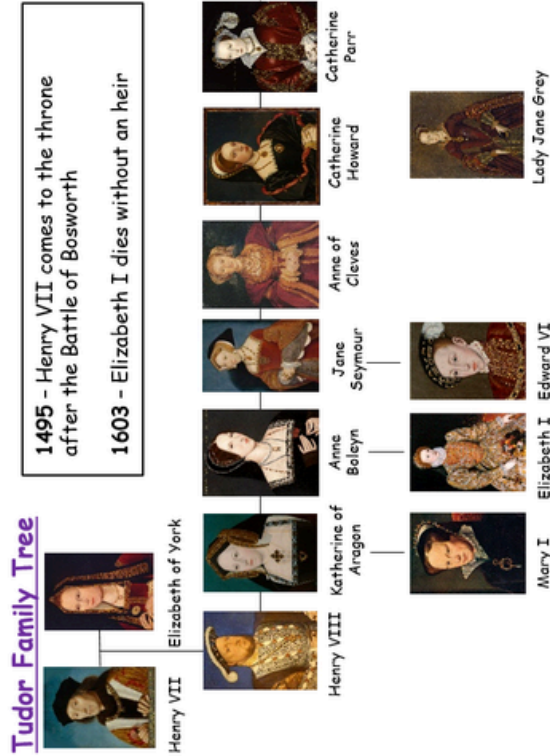 Tudor Family Tree
1495 - Henry VII comes to the throne
after the Battle of Bosworth
1603 - Elizabeth I dies without an heir
Henry VII
Elizabeth of York
Henry VIII
Katherine of
Aragon
Anne
Boleyn
Jane
Seymour
Anne of
Cleves
Catherine
Howard
Catherine
Parr
Mary I
Elizabeth I
Edward VI
Lady Jane Grey